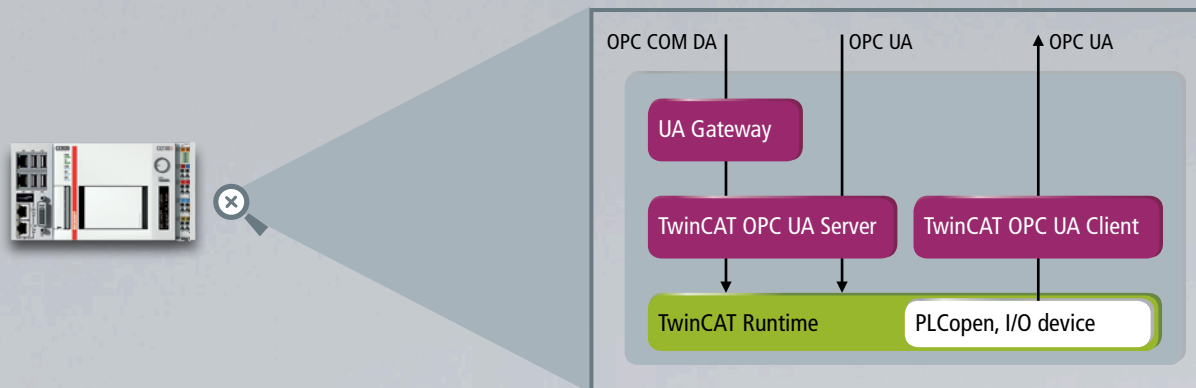 OPC COM DA
OPC UA
OPC UA
UA Gateway
TwinCAT OPC UA Server
TwinCAT OPC UA Client
TwinCAT Runtime
PLCopen, I/O device